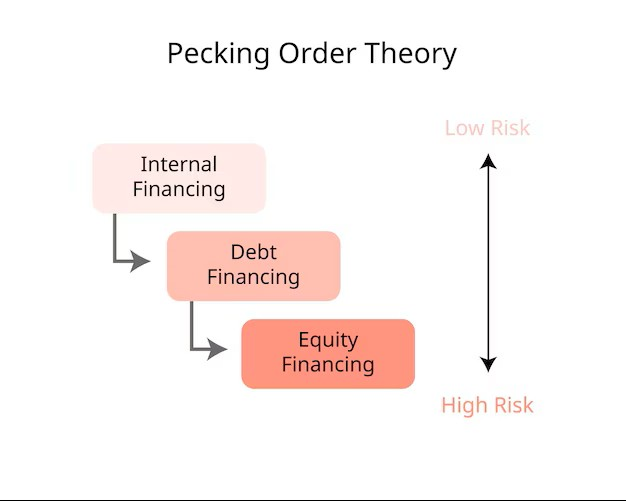 Pecking Order Theory
Low Risk
Internal
Financing
Debt
Financing
Equity
Financing
High Risk